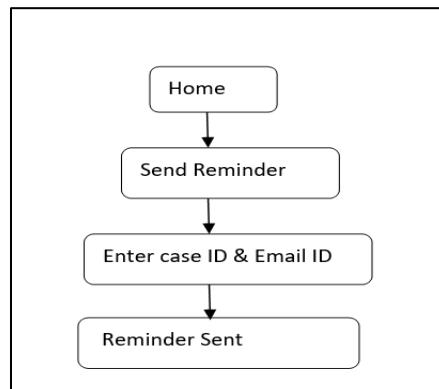 Home
Send Reminder
Enter case ID & Email ID
Reminder Sent